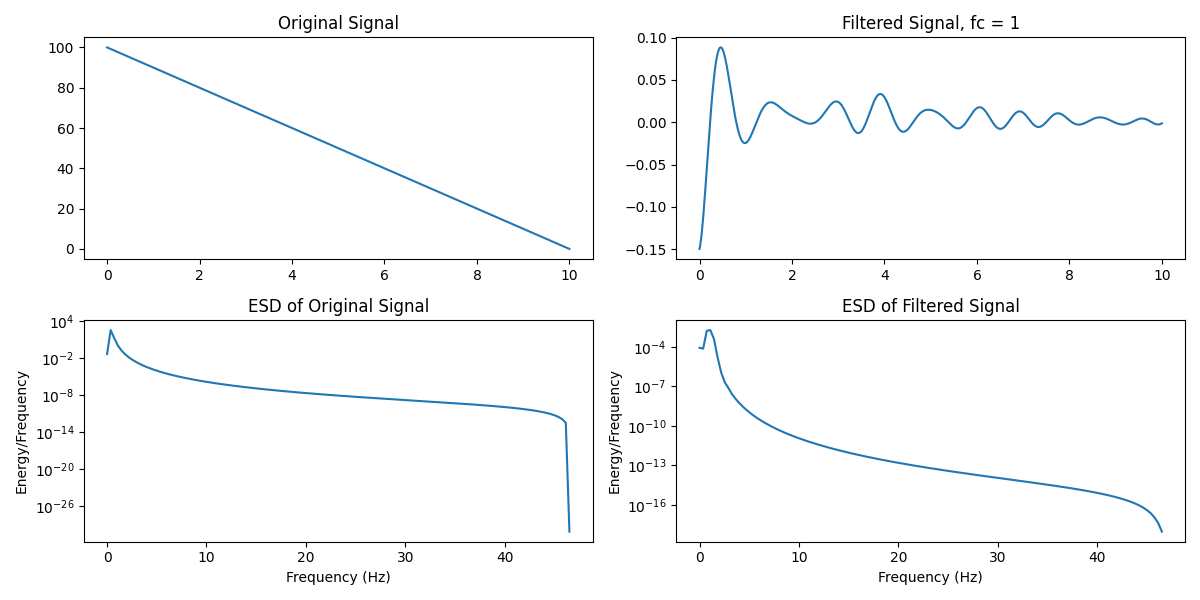 Original Signal
100
80
60
40
20
0
0 2 4 6 8 10
Filtered Signal, fc = 1
0.10
0.05
0.00
−0.05
−0.10
−0.15
0 2 4 6 8 10
ESD of Original Signal
Energy/Frequency
10⁴
10⁻²
10⁻⁸
10⁻¹⁴
10⁻²⁰
10⁻²⁶
0 10 20 30 40
Frequency (Hz)
ESD of Filtered Signal
Energy/Frequency
10⁻⁴
10⁻⁷
10⁻¹⁰
10⁻¹³
10⁻¹⁶
0 10 20 30 40
Frequency (Hz)